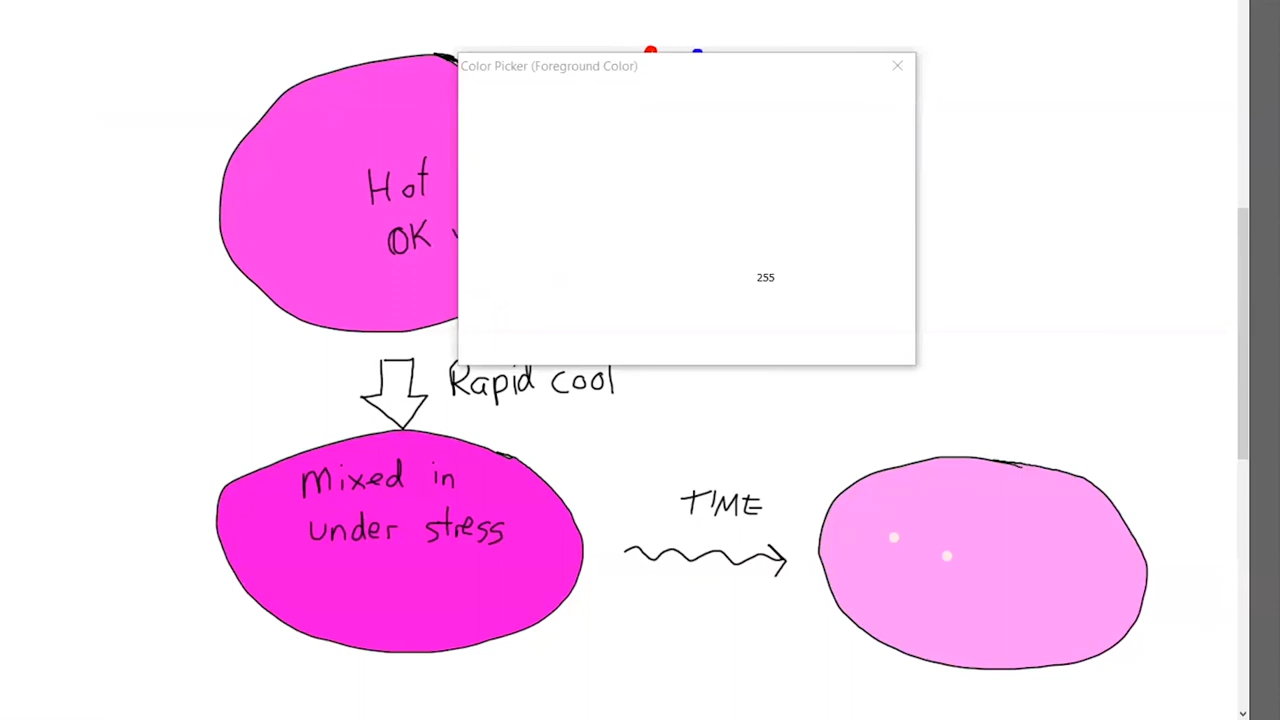 Color Picker (Foreground Color)
Hot
OK
255
Rapid cool
Mixed in
under stress
TIME